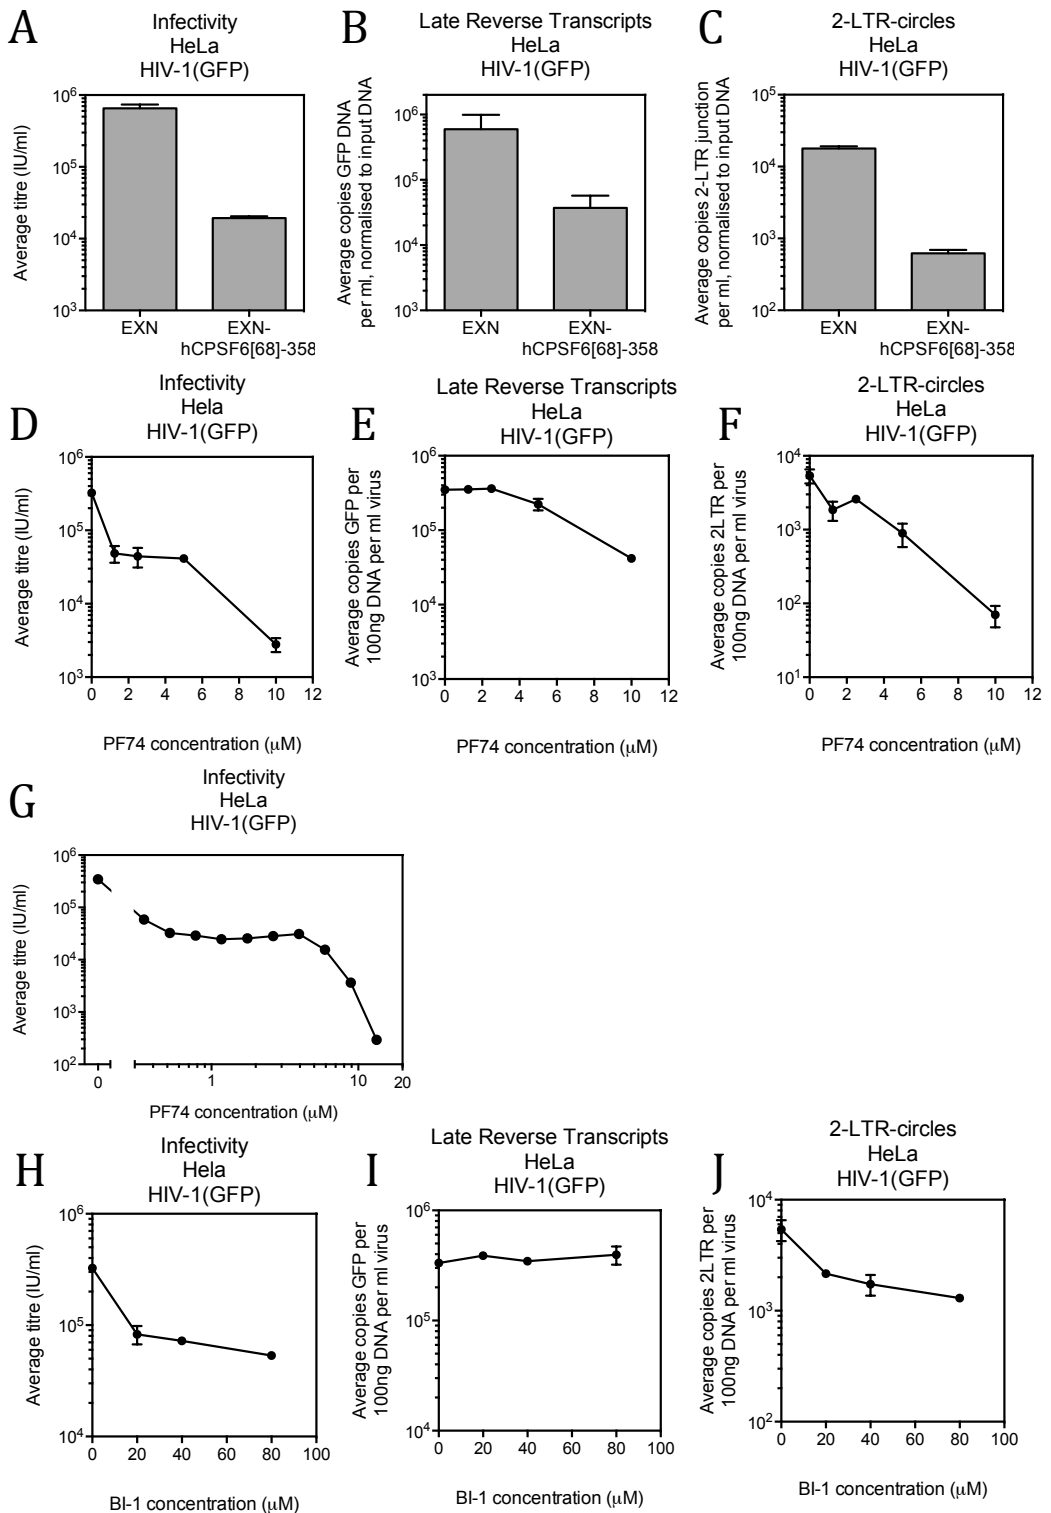 A
Infectivity
HeLa
HIV-1(GFP)
Average titre (IU/ml)
10^6
10^5
10^4
10^3
EXN
EXN-
hCPSF6[68]-358
B
Late Reverse Transcripts
HeLa
HIV-1(GFP)
Average copies GFP DNA
per ml, normalised to input DNA
10^6
10^5
10^4
10^3
EXN
EXN-
hCPSF6[68]-358
C
2-LTR-circles
HeLa
HIV-1(GFP)
Average copies 2-LTR junction
per ml, normalised to input DNA
10^5
10^4
10^3
10^2
EXN
EXN-
hCPSF6[68]-358
D
Infectivity
Hela
HIV-1(GFP)
Average titre (IU/ml)
10^6
10^5
10^4
10^3
0 2 4 6 8 10 12
PF74 concentration (μM)
E
Late Reverse Transcripts
HeLa
HIV-1(GFP)
Average copies GFP per
100ng DNA per ml virus
10^6
10^5
10^4
10^3
0 2 4 6 8 10 12
PF74 concentration (μM)
F
2-LTR-circles
HeLa
HIV-1(GFP)
Average copies 2LTR per
100ng DNA per ml virus
10^4
10^3
10^2
10^1
0 2 4 6 8 10 12
PF74 concentration (μM)
G
Infectivity
HeLa
HIV-1(GFP)
Average titre (IU/ml)
10^6
10^5
10^4
10^3
10^2
0 1 10 20
PF74 concentration (μM)
H
Infectivity
Hela
HIV-1(GFP)
Average titre (IU/ml)
10^6
10^5
10^4
0 20 40 60 80 100
BI-1 concentration (μM)
I
Late Reverse Transcripts
HeLa
HIV-1(GFP)
Average copies GFP per
100ng DNA per ml virus
10^6
10^5
10^4
0 20 40 60 80 100
BI-1 concentration (μM)
J
2-LTR-circles
HeLa
HIV-1(GFP)
Average copies 2LTR per
100ng DNA per ml virus
10^4
10^3
10^2
0 20 40 60 80 100
BI-1 concentration (μM)